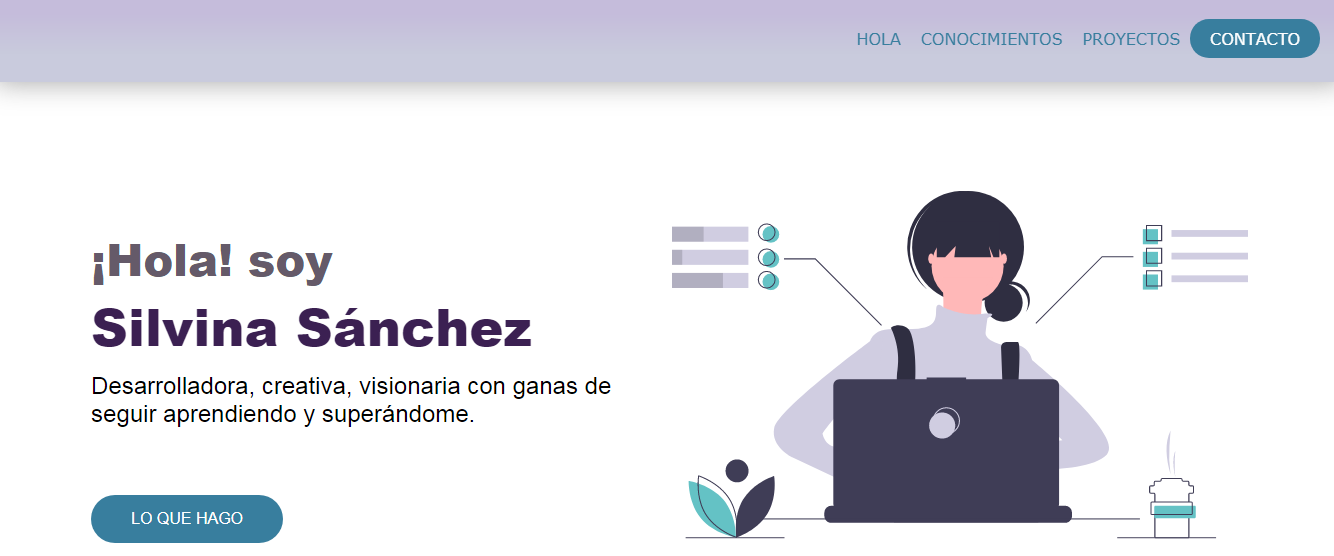 HOLA CONOCIMIENTOS PROYECTOS CONTACTO
¡Hola! soy
Silvina Sánchez
Desarrolladora, creativa, visionaria con ganas de
seguir aprendiendo y superándome.
LO QUE HAGO